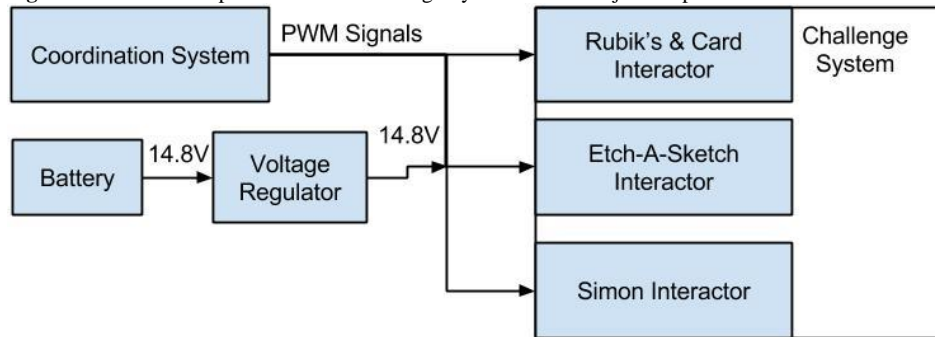 PWM Signals
Coordination System
Rubik's & Card
Interactor
Challenge
System
14.8V
14.8V
Battery
Voltage
Regulator
Etch-A-Sketch
Interactor
Simon Interactor